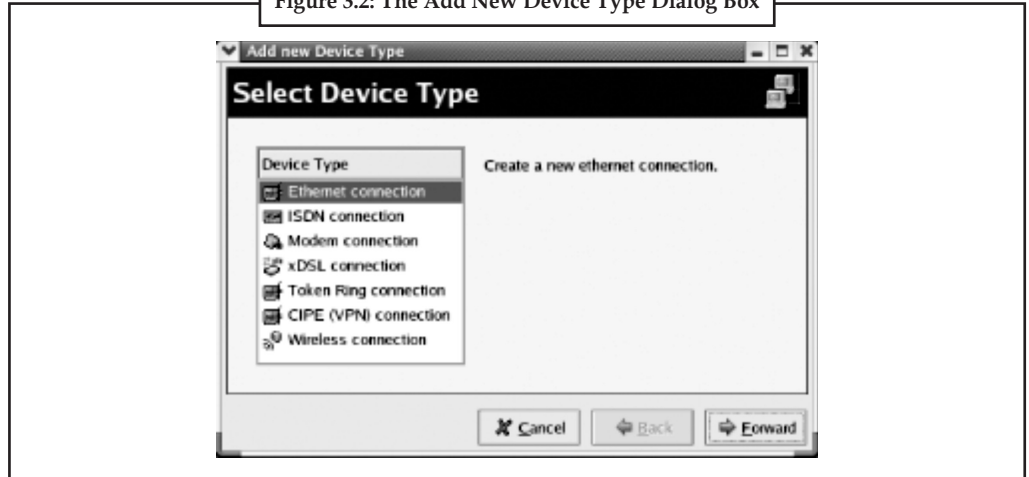 Figure 3.2: The Add New Device Type Dialog Box
Add new Device Type
Select Device Type
Device Type
Ethernet connection
ISDN connection
Modem connection
xDSL connection
Token Ring connection
CIPE (VPN) connection
Wireless connection
Create a new ethernet connection.
Cancel
Back
Forward